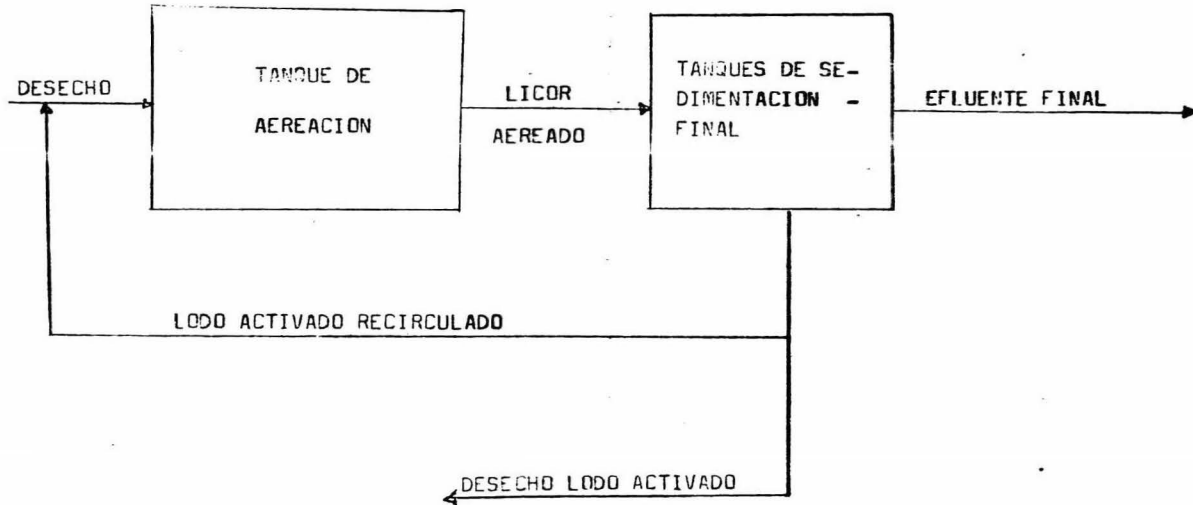 DESECHO
TANQUE DE
AEREACION
LICOR
AEREADO
TANQUES DE SE-
DIMENTACION -
FINAL
EFLUENTE FINAL
LODO ACTIVADO RECIRCULADO
DESECHO LODO ACTIVADO